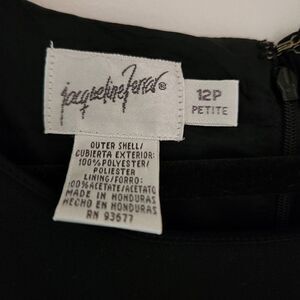 jacqueline ferrar®
12P
PETITE
OUTER SHELL/
CUBIERTA EXTERIOR:
100% POLYESTER/
POLIESTER
LINING/FORRO:
100% ACETATE/ACETATO
MADE IN HONDURAS
HECHO EN HONDURAS
RN 93677